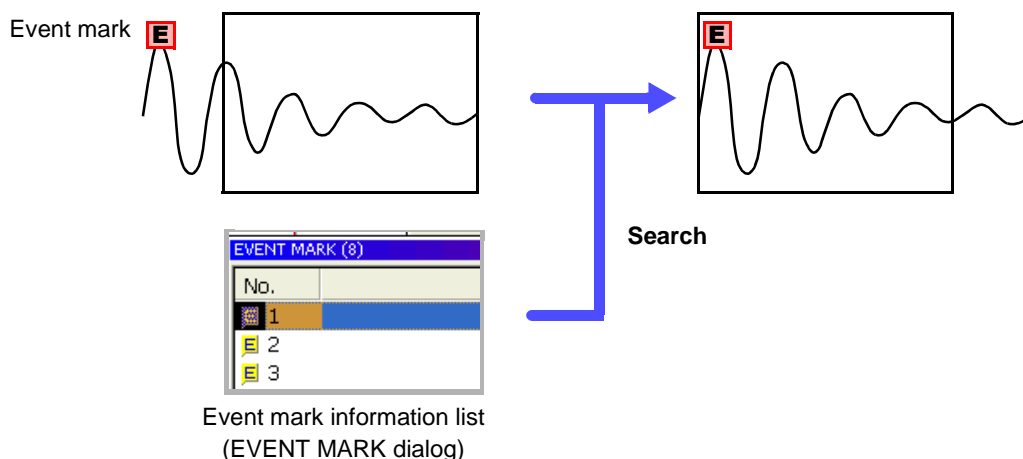 Event mark
E
E
Search
EVENT MARK (8)
No.
1
E 2
E 3
Event mark information list
(EVENT MARK dialog)